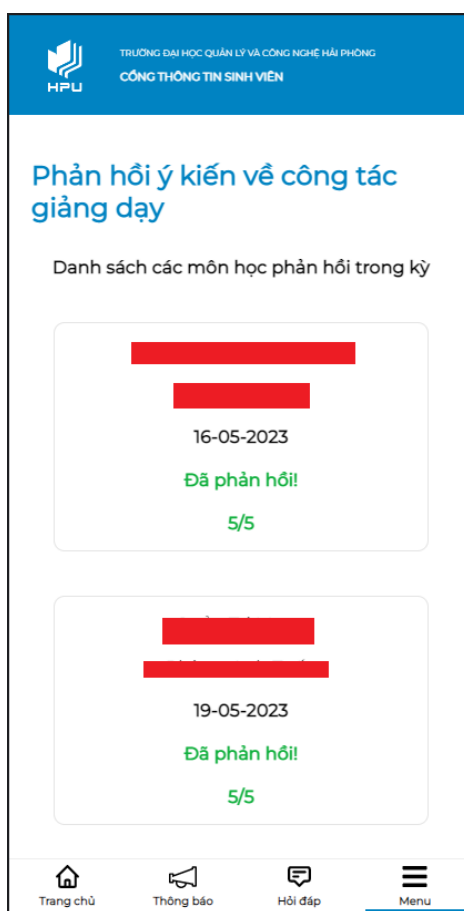 HPU
TRƯỜNG ĐẠI HỌC QUẢN LÝ VÀ CÔNG NGHỆ HẢI PHÒNG
CỔNG THÔNG TIN SINH VIÊN
Phản hồi ý kiến về công tác
giảng dạy
Danh sách các môn học phản hồi trong kỳ
16-05-2023
Đã phản hồi!
5/5
19-05-2023
Đã phản hồi!
5/5
Trang chủ
Thông báo
Hỏi đáp
Menu